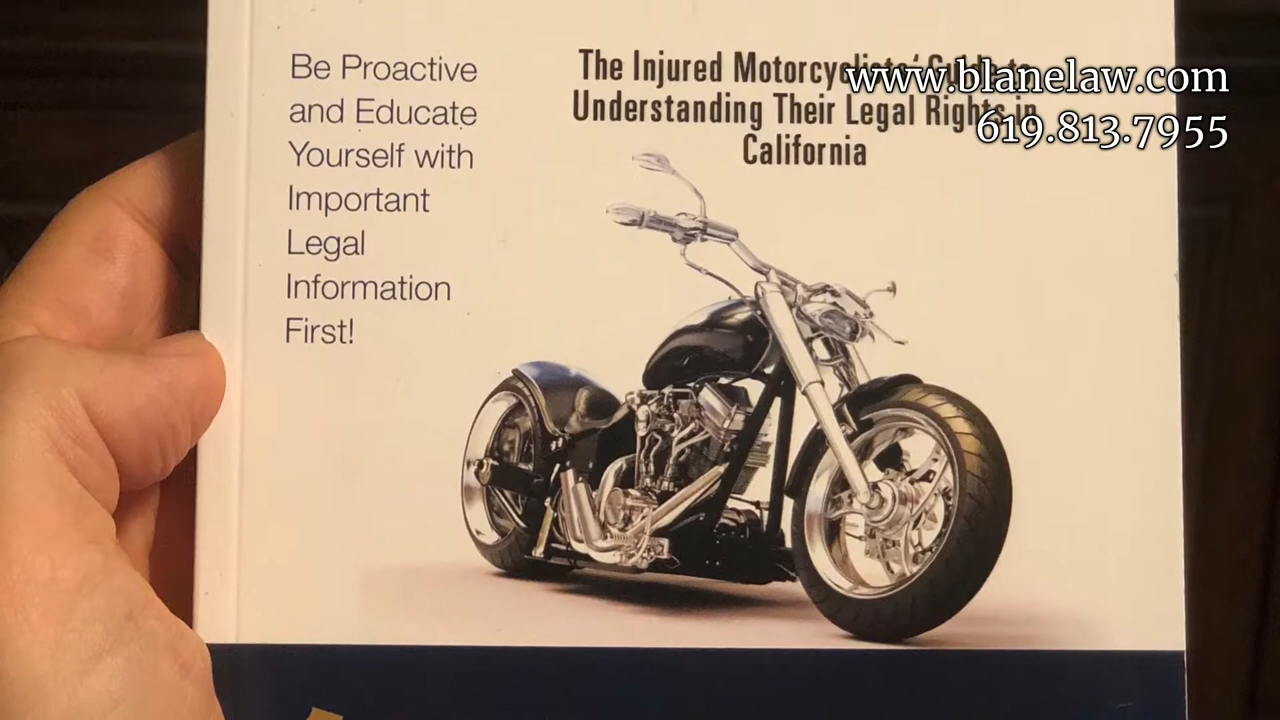 Be Proactive
and Educate
Yourself with
Important
Legal
Information
First!
The Injured Motorcyclists' Guide to
Understanding Their Legal Rights in
California
www.blanelaw.com
619.813.7955